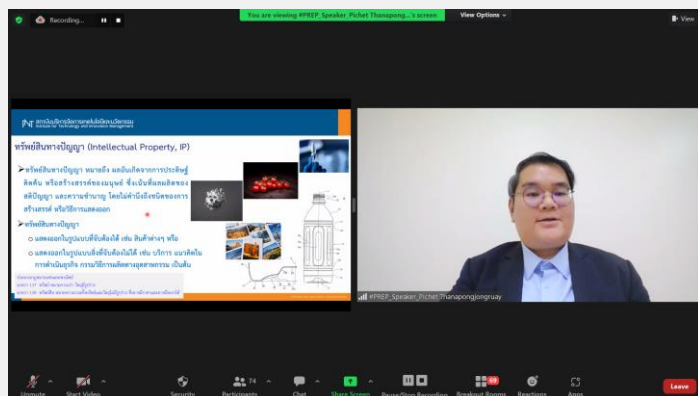 Recording...
You are viewing #PREP_Speaker_Pichet Thanapong...'s screen
View Options
View
สถาบันบริหารจัดการเทคโนโลยีและนวัตกรรม
Institute for Technology and Innovation Management
ทรัพย์สินทางปัญญา (Intellectual Property, IP)
ทรัพย์สินทางปัญญา หมายถึง ผลอันเกิดจากการประดิษฐ์
คิดค้น หรือสร้างสรรค์ของมนุษย์ ซึ่งเน้นที่ผลผลิตของ
สติปัญญา และความชำนาญ โดยไม่คำนึงถึงชนิดของการ
สร้างสรรค์ หรือวิธีการแสดงออก
ทรัพย์สินทางปัญญา
แสดงออกในรูปแบบที่จับต้องได้ เช่น สินค้าต่างๆ หรือ
แสดงออกในรูปแบบสิ่งที่จับต้องไม่ได้ เช่น บริการ แนวคิดใน
การดำเนินธุรกิจ กรรมวิธีการผลิตทางอุตสาหกรรม เป็นต้น
#PREP_Speaker_Pichet Thanapongjongruay
Unmute
Start Video
Security
Participants
74
Chat
Share Screen
Pause/Stop Recording
Breakout Rooms
69
Reactions
Apps
Leave